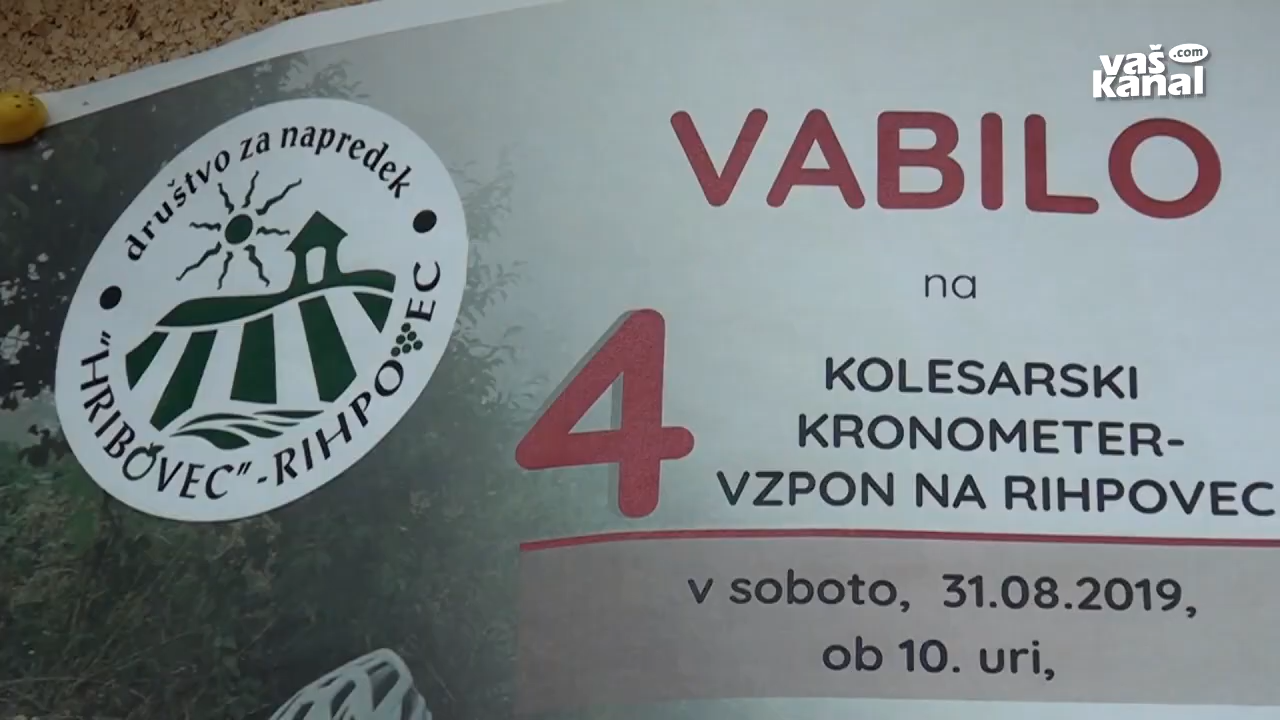 vaš
kanal
.com
društvo za napredek
"HRIBOVEC"-RIHPOVEC
VABILO
na
4
KOLESARSKI
KRONOMETER-
VZPON NA RIHPOVEC
v soboto, 31.08.2019,
ob 10. uri,